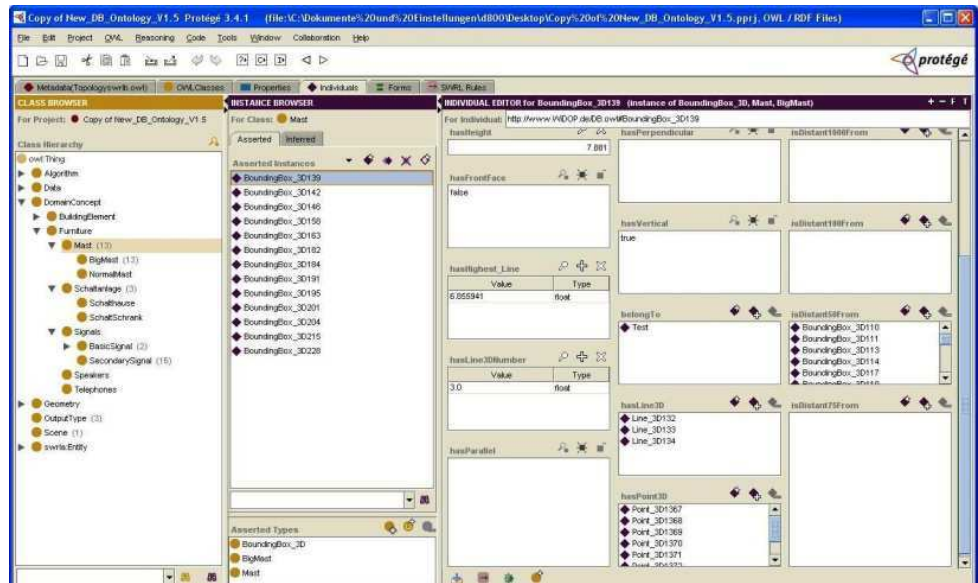 Copy of New_DB_Ontology_V1.5 Protégé 3.4.1 (file:\C:\Dokumente%20und%20Einstellungen\d800\Desktop\Copy%20of%20New_DB_Ontology_V1.5.pprj, OWL / RDF Files)
File Edit Project OWL Reasoning Code Tools Window Collaboration Help
protégé
Metadata(Topologyswrlb.owl) OWLClasses Properties Individuals Forms SWRL Rules
CLASS BROWSER
For Project: Copy of New_DB_Ontology_V1.5
Class Hierarchy
owl:Thing
Algorithm
Data
DomainConcept
BuildingElement
Furniture
Mast (13)
BigMast (13)
NormalMast
Schaltanlage (3)
Schalthause
SchaltSchrank
Signals
BasicSignal (2)
SecondarySignal (15)
Speakers
Telephones
Geometry
OutputType (3)
Scene (1)
swrla:Entity
INSTANCE BROWSER
For Class: Mast
Asserted Inferred
Asserted Instances
BoundingBox_3D139
BoundingBox_3D142
BoundingBox_3D146
BoundingBox_3D158
BoundingBox_3D163
BoundingBox_3D182
BoundingBox_3D184
BoundingBox_3D191
BoundingBox_3D195
BoundingBox_3D201
BoundingBox_3D204
BoundingBox_3D215
BoundingBox_3D228
Asserted Types
BoundingBox_3D
BigMast
Mast
INDIVIDUAL EDITOR for BoundingBox_3D139 (instance of BoundingBox_3D, Mast, BigMast)
+ − F T
For Individual: http://www.WIDOP.de/DB.owl#BoundingBox_3D139
hasHeight
7.881
hasFrontFace
false
hasHighest_Line
Value Type
6.855941 float
hasLine3DNumber
Value Type
3.0 float
hasParallel
hasPerpendicular
hasVertical
true
belongTo
Test
hasLine3D
Line_3D132
Line_3D133
Line_3D134
hasPoint3D
Point_3D1367
Point_3D1368
Point_3D1369
Point_3D1370
Point_3D1371
Point_3D1372
isDistant1000From
isDistant100From
isDistant50From
BoundingBox_3D110
BoundingBox_3D111
BoundingBox_3D113
BoundingBox_3D114
BoundingBox_3D117
isDistant75From